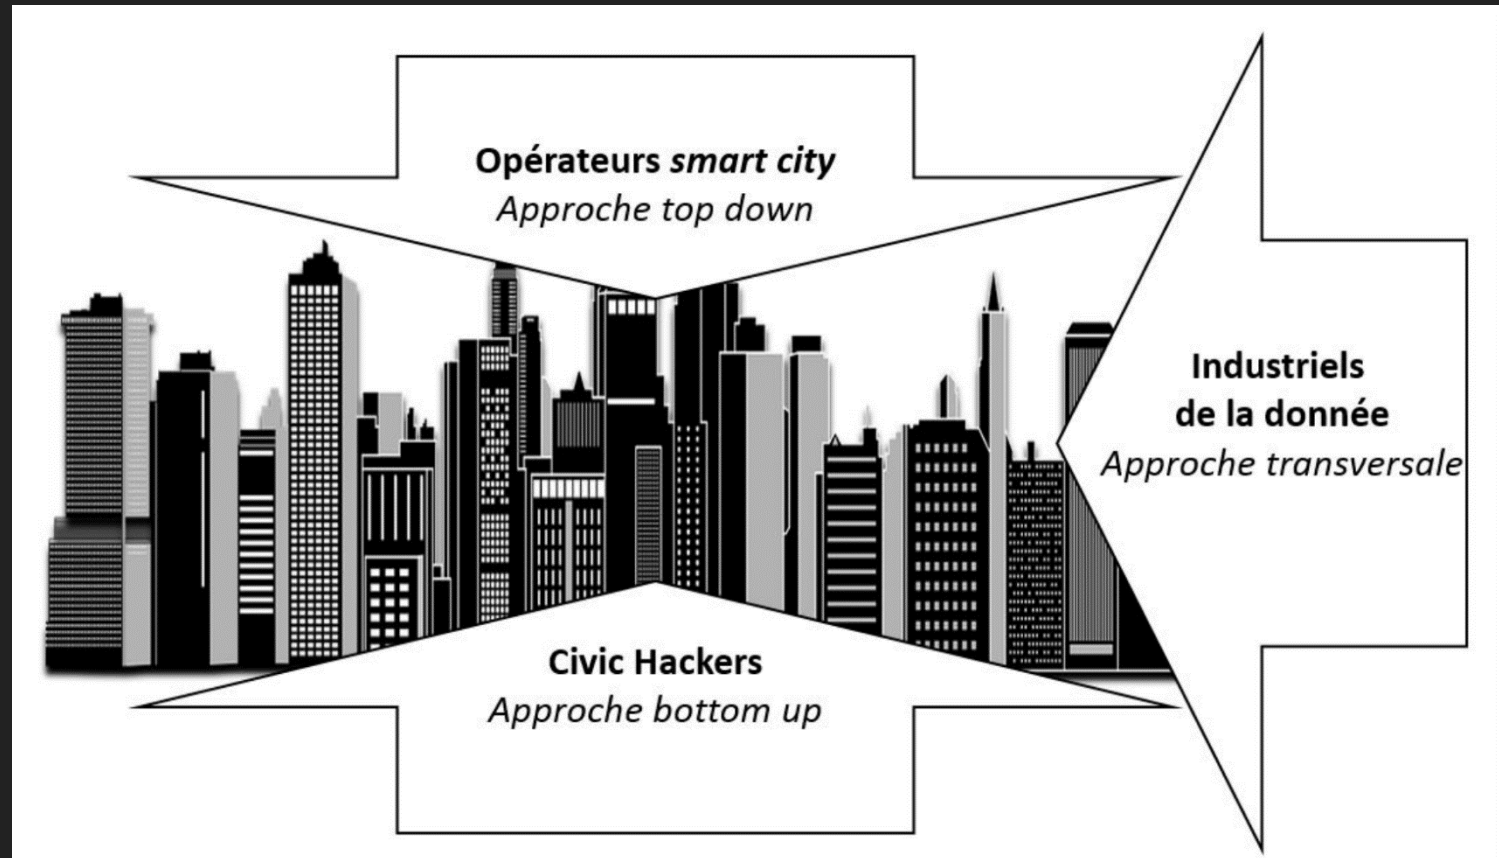 Opérateurs smart city
Approche top down
Industriels
de la donnée
Approche transversale
Civic Hackers
Approche bottom up